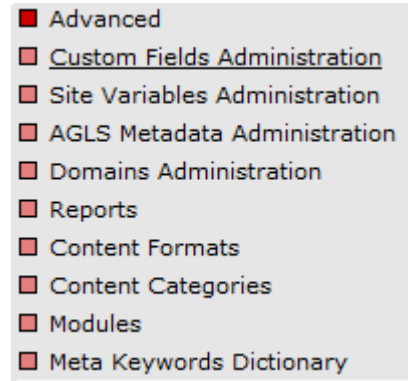 Advanced
Custom Fields Administration
Site Variables Administration
AGLS Metadata Administration
Domains Administration
Reports
Content Formats
Content Categories
Modules
Meta Keywords Dictionary